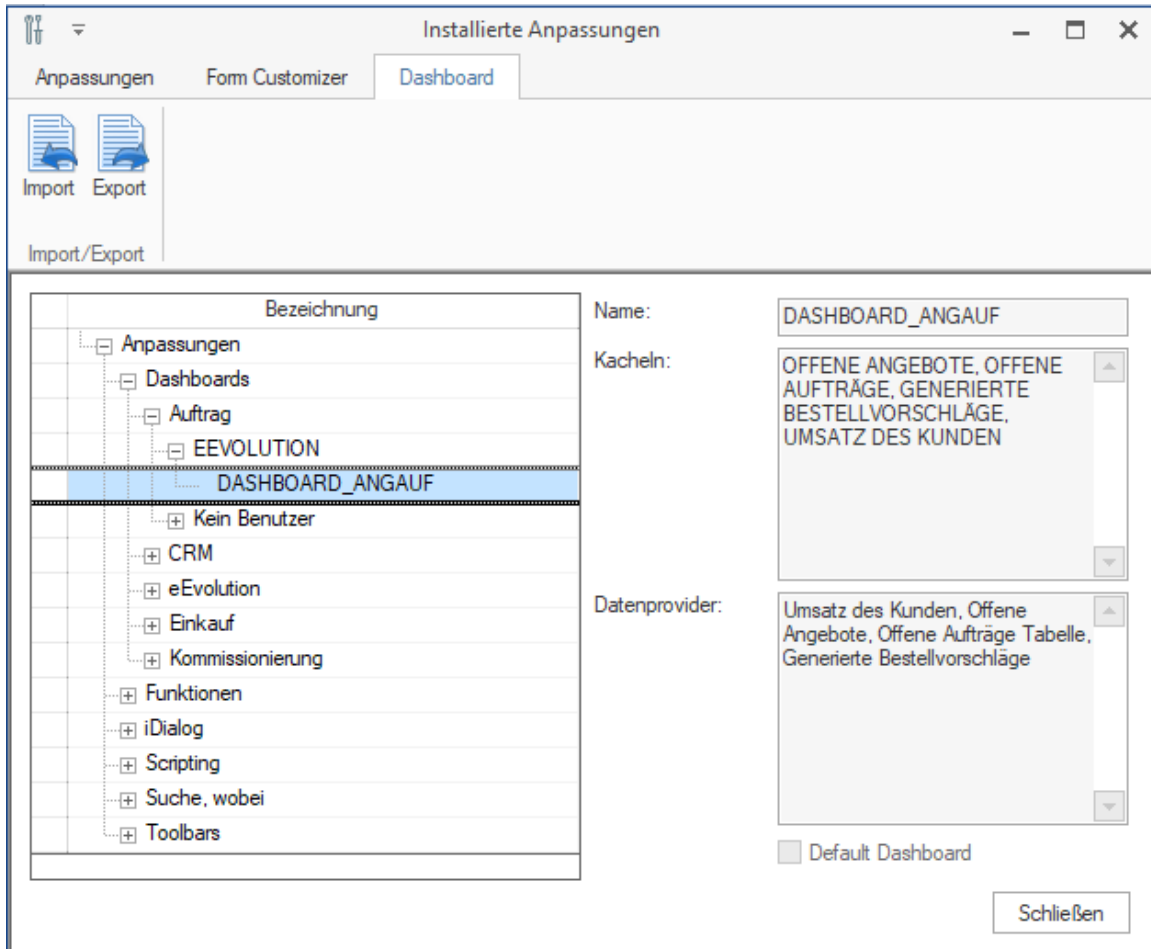 Installierte Anpassungen
Anpassungen Form Customizer Dashboard
Import Export
Import/Export
Bezeichnung
Anpassungen
Dashboards
Auftrag
EEVOLUTION
DASHBOARD_ANGAUF
Kein Benutzer
CRM
eEvolution
Einkauf
Kommissionierung
Funktionen
iDialog
Scripting
Suche, wobei
Toolbars
Name:
DASHBOARD_ANGAUF
Kacheln:
OFFENE ANGEBOTE, OFFENE
AUFTRÄGE, GENERIERTE
BESTELLVORSCHLÄGE,
UMSATZ DES KUNDEN
Datenprovider:
Umsatz des Kunden, Offene
Angebote, Offene Aufträge Tabelle,
Generierte Bestellvorschläge
Default Dashboard
Schließen